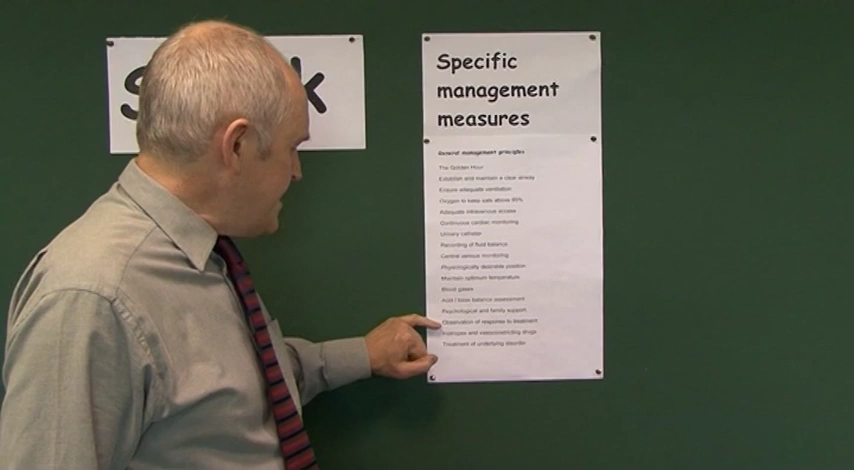 S k
Specific
management
measures
General management principles
The Golden Hour
Establish and maintain a clear airway
Ensure adequate ventilation
Oxygen to keep sats above 95%
Adequate intravenous access
Continuous cardiac monitoring
Urinary catheter
Recording of fluid balance
Central venous monitoring
Physiologically desirable position
Maintain optimum temperature
Blood gases
Acid / base balance assessment
Psychological and family support
Observation of response to treatment
Inotropes and vasoconstricting drugs
Treatment of underlying disorder